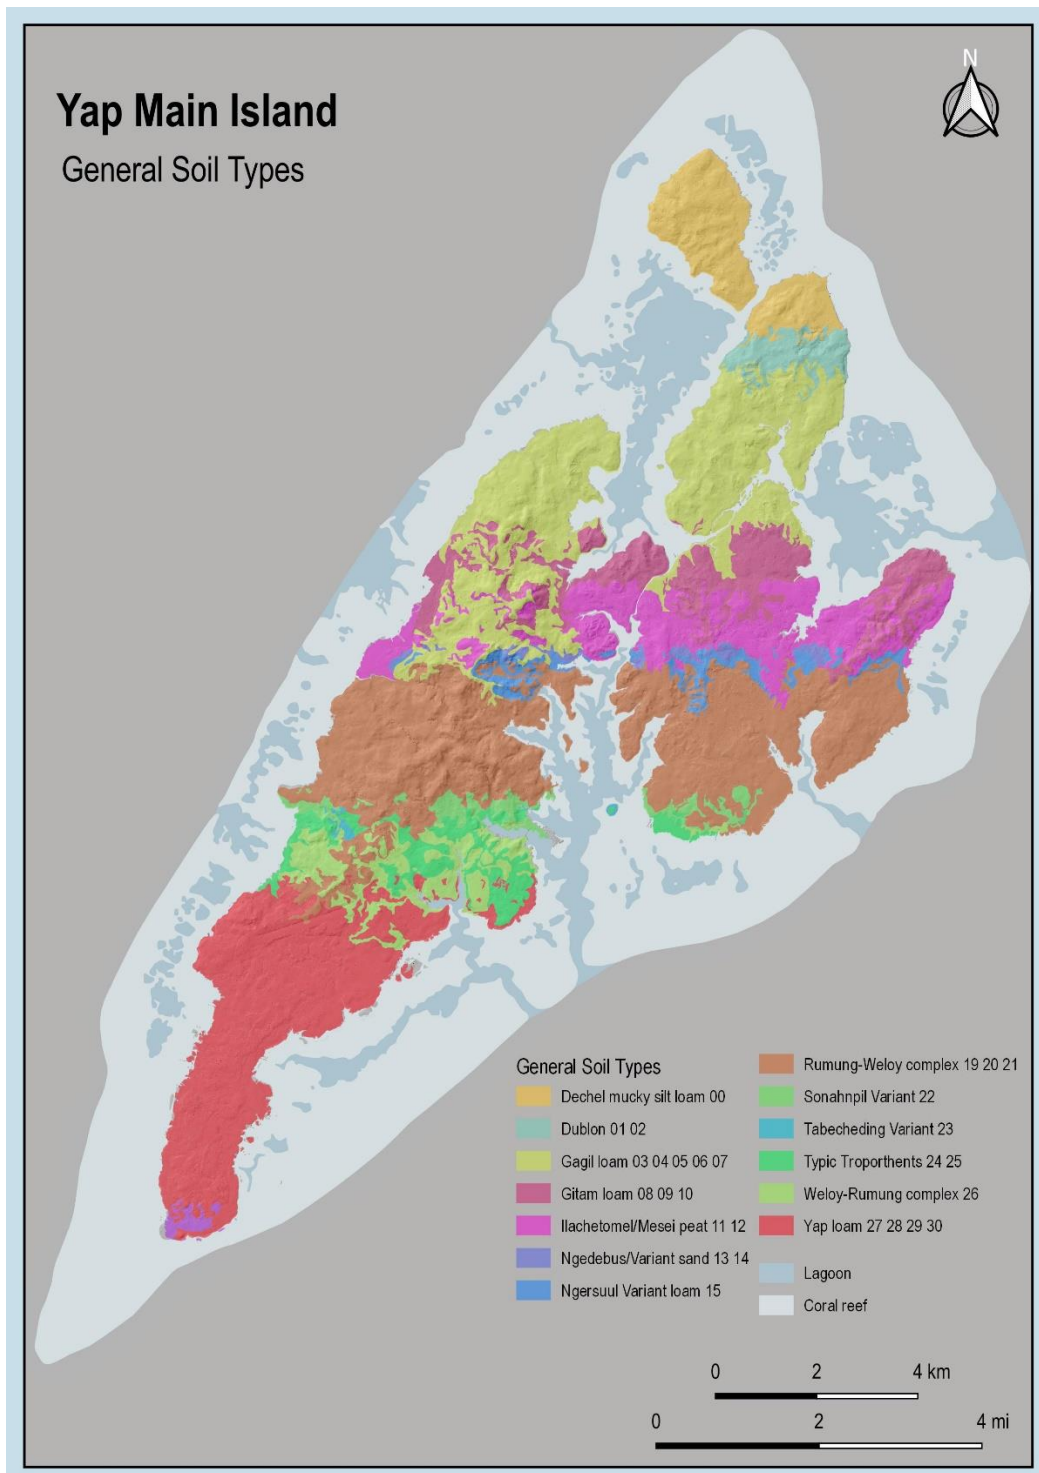 Yap Main Island
General Soil Types
N
General Soil Types
Dechel mucky silt loam 00
Dublon 01 02
Gagil loam 03 04 05 06 07
Gitam loam 08 09 10
Ilachetomel/Mesei peat 11 12
Ngedebus/Variant sand 13 14
Ngersuul Variant loam 15
Rumung-Weloy complex 19 20 21
Sonahnpil Variant 22
Tabecheding Variant 23
Typic Troporthents 24 25
Weloy-Rumung complex 26
Yap loam 27 28 29 30
Lagoon
Coral reef
0 2 4 km
0 2 4 mi